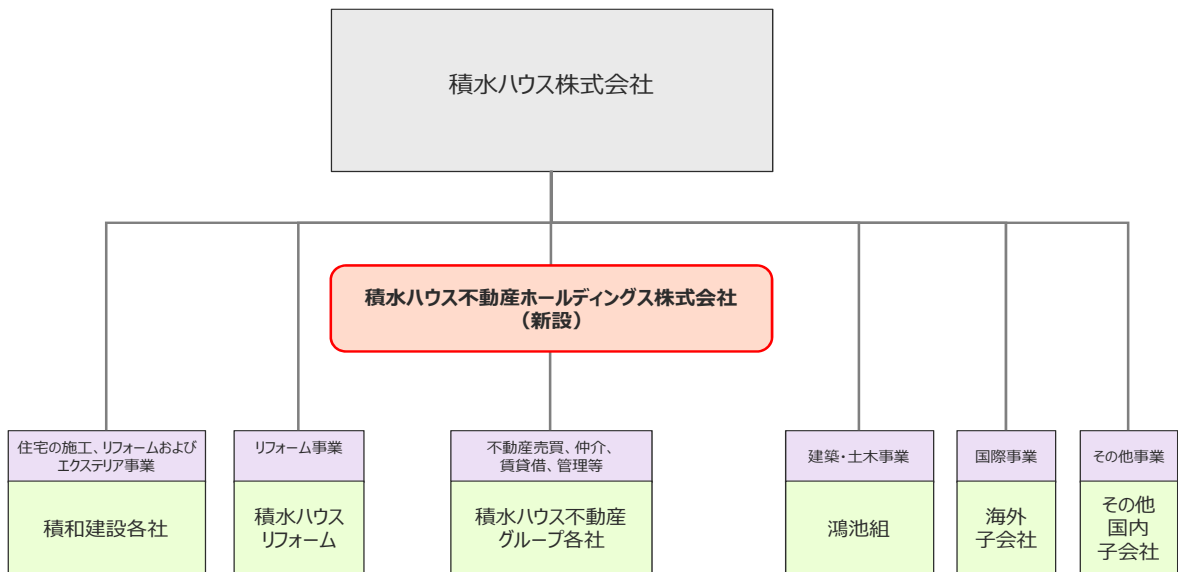 積水ハウス株式会社
積水ハウス不動産ホールディングス株式会社
（新設）
住宅の施工、リフォームおよび
エクステリア事業
積和建設各社
リフォーム事業
積水ハウス
リフォーム
不動産売買、仲介、
賃貸借、管理等
積水ハウス不動産
グループ各社
建築・土木事業
鴻池組
国際事業
海外
子会社
その他事業
その他
国内
子会社